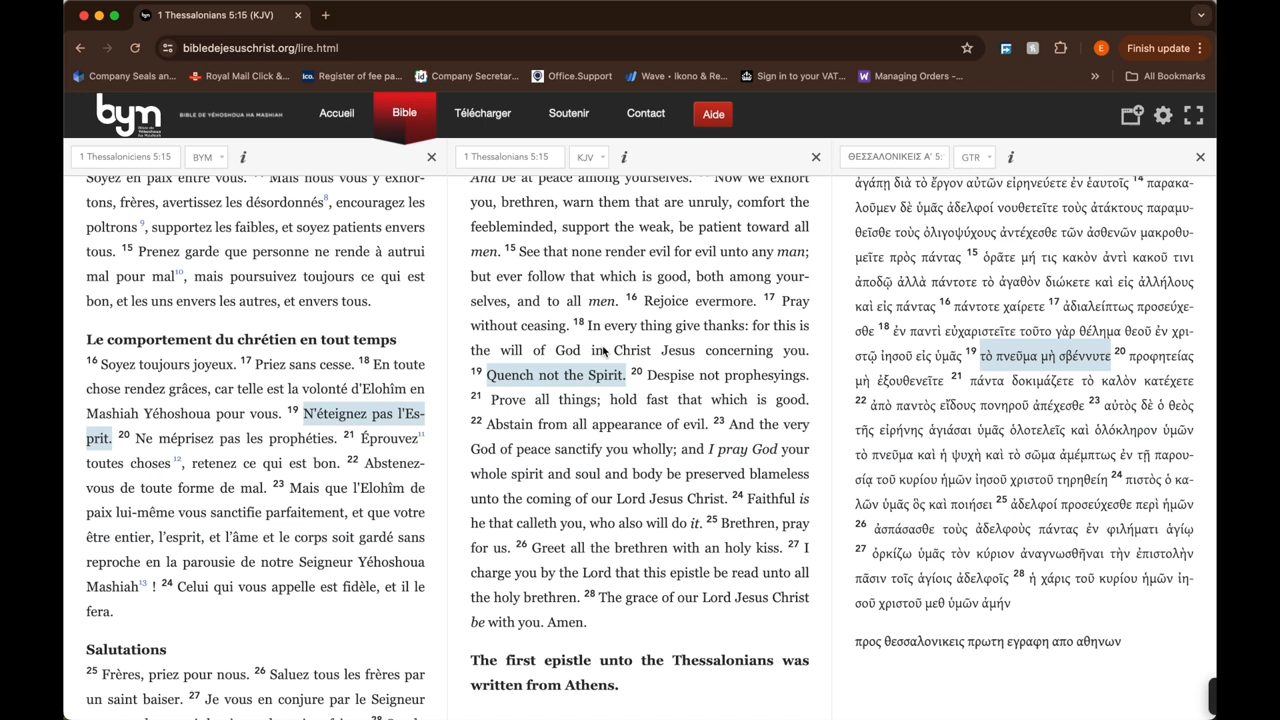 1 Thessalonians 5:15 (KJV)
bibledejesuschrist.org/lire.html
E
Finish update
Company Seals an...
Royal Mail Click &...
ico. Register of fee pa...
Company Secretar...
Office.Support
Wave • Ikono & Re...
Sign in to your VAT...
Managing Orders –...
All Bookmarks
bym
BIBLE DE YÉHOSHOUA HA MASHIAH
Accueil
Bible
Télécharger
Soutenir
Contact
Aide
1 Thessaloniciens 5:15 BYM
Soyez en paix entre vous. Mais nous vous y exhor-
tons, frères, avertissez les désordonnés8, encouragez les
poltrons 9, supportez les faibles, et soyez patients envers
tous. 15 Prenez garde que personne ne rende à autrui
mal pour mal10, mais poursuivez toujours ce qui est
bon, et les uns envers les autres, et envers tous.
Le comportement du chrétien en tout temps
16 Soyez toujours joyeux. 17 Priez sans cesse. 18 En toute
chose rendez grâces, car telle est la volonté d'Elohîm en
Mashiah Yéhoshoua pour vous. 19 N'éteignez pas l'Es-
prit. 20 Ne méprisez pas les prophéties. 21 Éprouvez11
toutes choses12, retenez ce qui est bon. 22 Abstenez-
vous de toute forme de mal. 23 Mais que l'Elohîm de
paix lui-même vous sanctifie parfaitement, et que votre
être entier, l'esprit, et l'âme et le corps soit gardé sans
reproche en la parousie de notre Seigneur Yéhoshoua
Mashiah13 ! 24 Celui qui vous appelle est fidèle, et il le
fera.
Salutations
25 Frères, priez pour nous. 26 Saluez tous les frères par
un saint baiser. 27 Je vous en conjure par le Seigneur
1 Thessalonians 5:15 KJV
And be at peace among yourselves. Now we exhort
you, brethren, warn them that are unruly, comfort the
feebleminded, support the weak, be patient toward all
men. 15 See that none render evil for evil unto any man;
but ever follow that which is good, both among your-
selves, and to all men. 16 Rejoice evermore. 17 Pray
without ceasing. 18 In every thing give thanks: for this is
the will of God in Christ Jesus concerning you.
19 Quench not the Spirit. 20 Despise not prophesyings.
21 Prove all things; hold fast that which is good.
22 Abstain from all appearance of evil. 23 And the very
God of peace sanctify you wholly; and I pray God your
whole spirit and soul and body be preserved blameless
unto the coming of our Lord Jesus Christ. 24 Faithful is
he that calleth you, who also will do it. 25 Brethren, pray
for us. 26 Greet all the brethren with an holy kiss. 27 I
charge you by the Lord that this epistle be read unto all
the holy brethren. 28 The grace of our Lord Jesus Christ
be with you. Amen.
The first epistle unto the Thessalonians was
written from Athens.
ΘΕΣΣΑΛΟΝΙΚΕΙΣ Α′ 5: GTR
ἀγάπῃ διὰ τὸ ἔργον αὐτῶν εἰρηνεύετε ἐν ἑαυτοῖς 14 παρακα-
λοῦμεν δὲ ὑμᾶς ἀδελφοί νουθετεῖτε τοὺς ἀτάκτους παραμυ-
θεῖσθε τοὺς ὀλιγοψύχους ἀντέχεσθε τῶν ἀσθενῶν μακροθυ-
μεῖτε πρὸς πάντας 15 ὁρᾶτε μή τις κακὸν ἀντὶ κακοῦ τινι
ἀποδῷ ἀλλὰ πάντοτε τὸ ἀγαθὸν διώκετε καὶ εἰς ἀλλήλους
καὶ εἰς πάντας 16 πάντοτε χαίρετε 17 ἀδιαλείπτως προσεύχε-
σθε 18 ἐν παντὶ εὐχαριστεῖτε τοῦτο γὰρ θέλημα θεοῦ ἐν χρι-
στῷ ἰησοῦ εἰς ὑμᾶς 19 τὸ πνεῦμα μὴ σβέννυτε 20 προφητείας
μὴ ἐξουθενεῖτε 21 πάντα δοκιμάζετε τὸ καλὸν κατέχετε
22 ἀπὸ παντὸς εἴδους πονηροῦ ἀπέχεσθε 23 αὐτὸς δὲ ὁ θεὸς
τῆς εἰρήνης ἁγιάσαι ὑμᾶς ὁλοτελεῖς καὶ ὁλόκληρον ὑμῶν
τὸ πνεῦμα καὶ ἡ ψυχὴ καὶ τὸ σῶμα ἀμέμπτως ἐν τῇ παρου-
σίᾳ τοῦ κυρίου ἡμῶν ἰησοῦ χριστοῦ τηρηθείη 24 πιστὸς ὁ κα-
λῶν ὑμᾶς ὃς καὶ ποιήσει 25 ἀδελφοί προσεύχεσθε περὶ ἡμῶν
26 ἀσπάσασθε τοὺς ἀδελφοὺς πάντας ἐν φιλήματι ἁγίῳ
27 ὁρκίζω ὑμᾶς τὸν κύριον ἀναγνωσθῆναι τὴν ἐπιστολὴν
πᾶσιν τοῖς ἁγίοις ἀδελφοῖς 28 ἡ χάρις τοῦ κυρίου ἡμῶν ἰη-
σοῦ χριστοῦ μεθ ὑμῶν ἀμήν
προς θεσσαλονικεις πρωτη εγραφη απο αθηνων